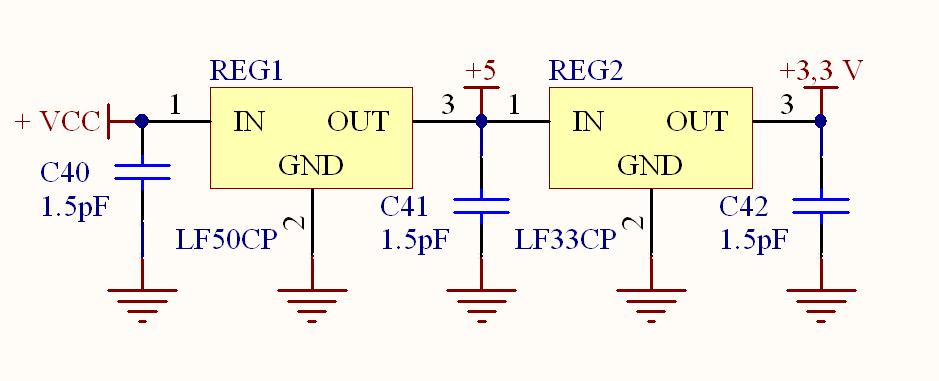 REG1
+5
REG2
+3,3 V
+ VCC
1
IN
OUT
GND
3
1
IN
OUT
GND
3
C40
1.5pF
2
LF50CP
C41
1.5pF
2
LF33CP
C42
1.5pF